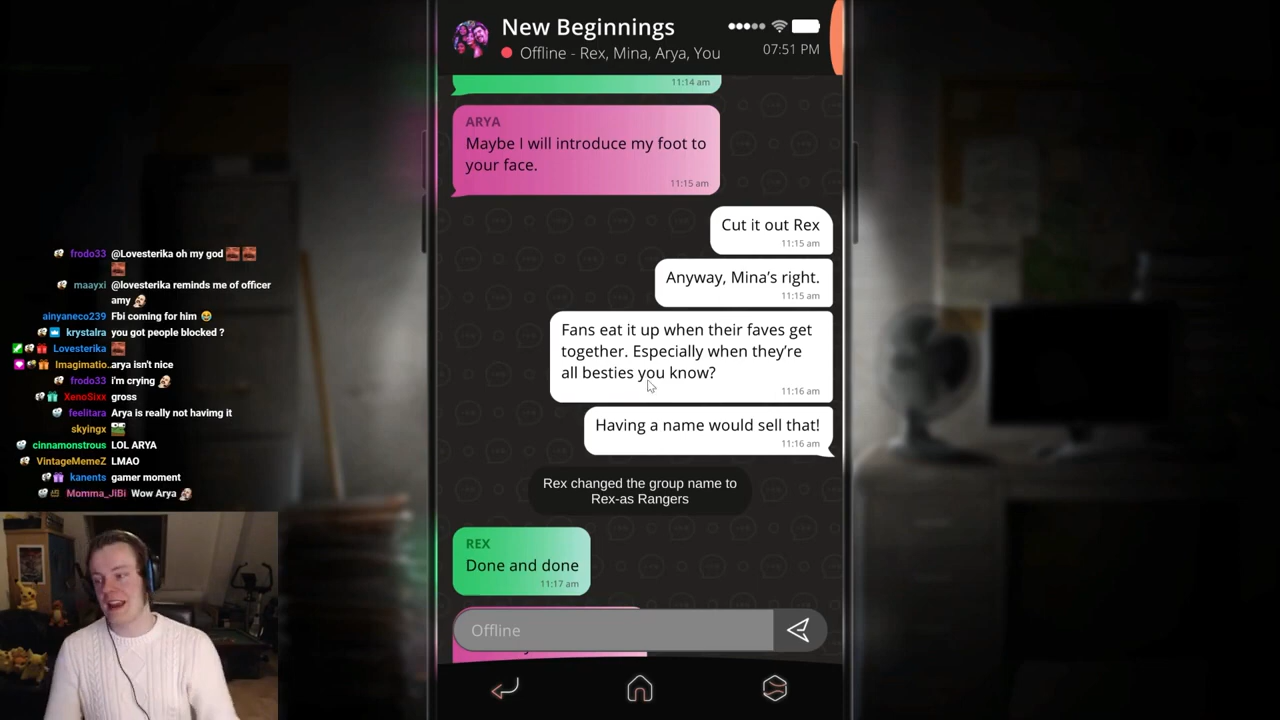 New Beginnings
Offline - Rex, Mina, Arya, You
07:51 PM
11:14 am
ARYA
Maybe I will introduce my foot to
your face.
11:15 am
Cut it out Rex
11:15 am
Anyway, Mina’s right.
11:15 am
Fans eat it up when their faves get
together. Especially when they’re
all besties you know?
11:16 am
Having a name would sell that!
11:16 am
Rex changed the group name to
Rex-as Rangers
REX
Done and done
11:17 am
Offline
frodo33 @Lovesterika oh my god
maayxi @lovesterika reminds me of officer
amy
ainyaneco239 Fbi coming for him
krystalra you got people blocked ?
Lovesterika
Imaginatio.. arya isn't nice
frodo33 i'm crying
XenoSixx gross
feelitara Arya is really not havimg it
skyingx
cinnamonstrous LOL ARYA
VintageMemeZ LMAO
kanents gamer moment
Momma_JiBi Wow Arya